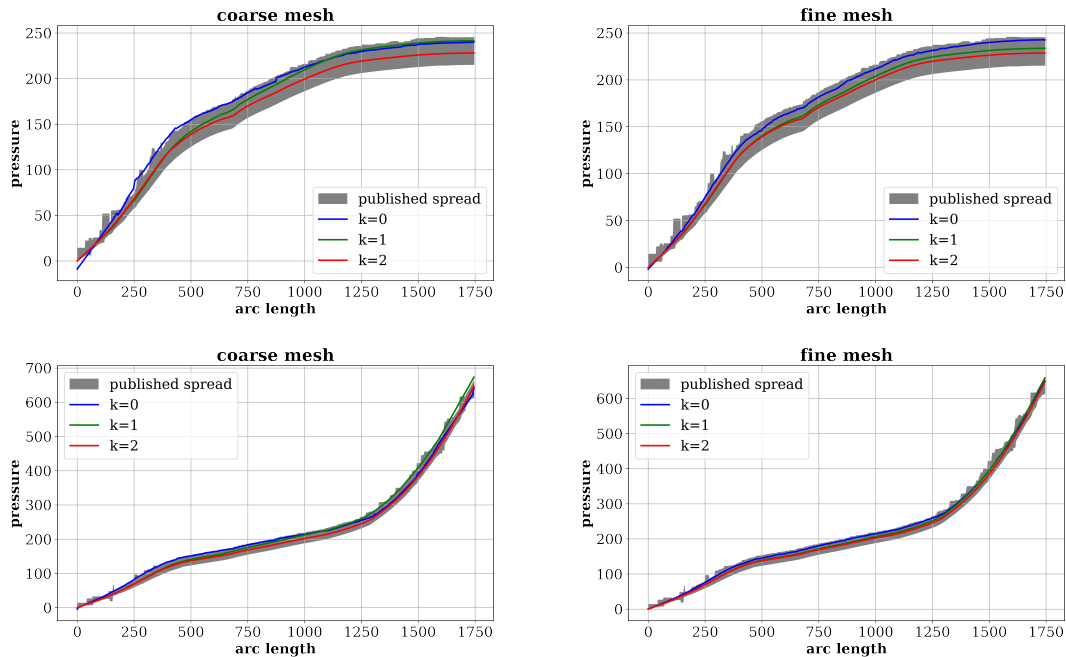 coarse mesh
250
200
150
100
50
0
pressure
published spread
k=0
k=1
k=2
0 250 500 750 1000 1250 1500 1750
arc length
fine mesh
250
200
150
100
50
0
pressure
published spread
k=0
k=1
k=2
0 250 500 750 1000 1250 1500 1750
arc length
coarse mesh
700
600
500
400
300
200
100
0
pressure
published spread
k=0
k=1
k=2
0 250 500 750 1000 1250 1500 1750
arc length
fine mesh
600
500
400
300
200
100
0
pressure
published spread
k=0
k=1
k=2
0 250 500 750 1000 1250 1500 1750
arc length